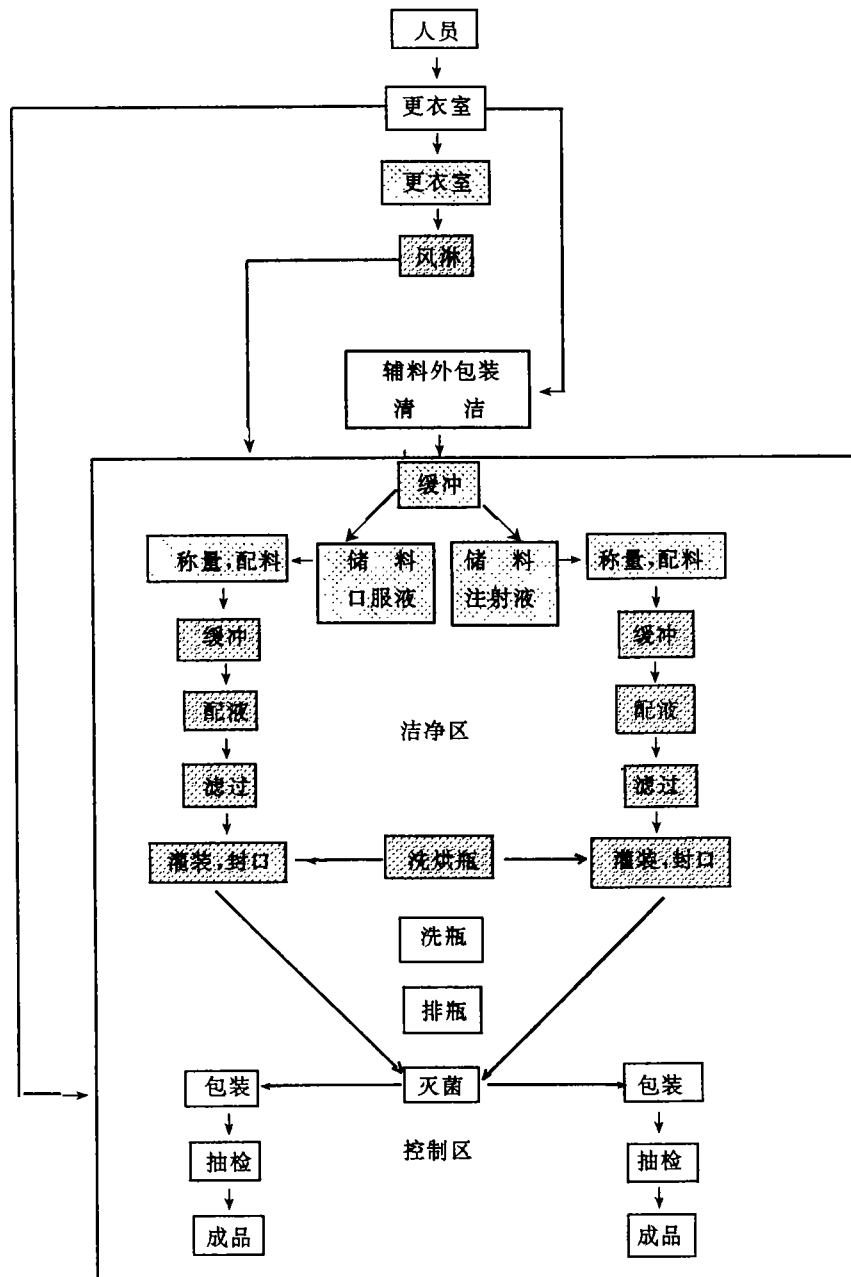 人员
更衣室
更衣室
风淋
辅料外包装
清 洁
缓冲
称量,配料
储 料
口服液
储 料
注射液
称量,配料
缓冲
缓冲
配液
配液
洁净区
滤过
滤过
灌装,封口
洗烘瓶
灌装,封口
洗瓶
排瓶
包装
灭菌
包装
抽检
控制区
抽检
成品
成品